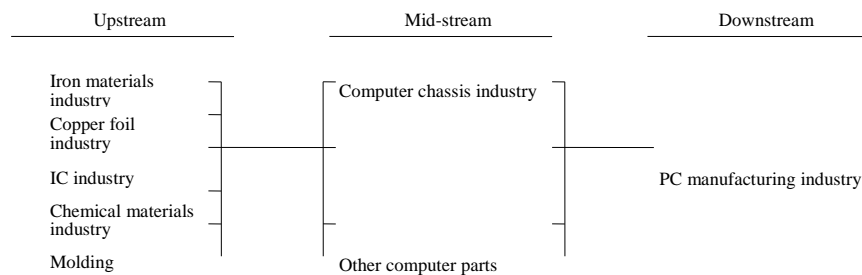 Upstream
Mid-stream
Downstream
Iron materials
industry
Copper foil
industry
IC industry
Chemical materials
industry
Molding
Computer chassis industry
Other computer parts
PC manufacturing industry